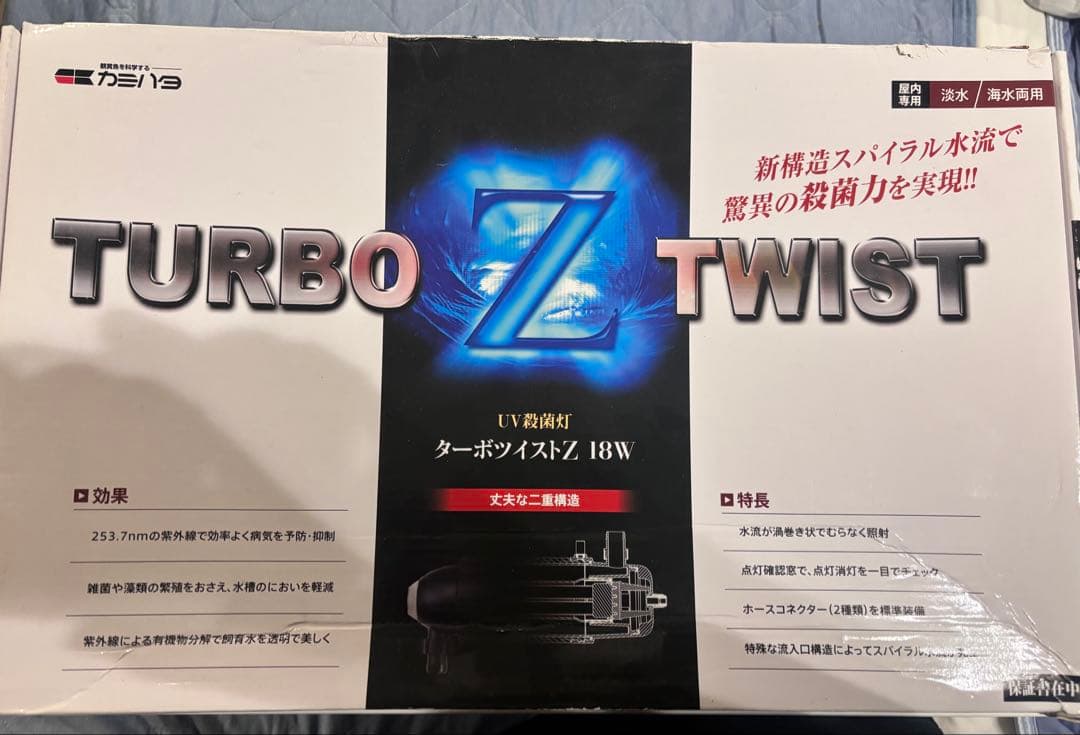 観賞魚を科学する
カミハタ
屋内専用 淡水/海水両用
新構造スパイラル水流で
驚異の殺菌力を実現!!
TURBO Z TWIST
UV殺菌灯
ターボツイストZ 18W
丈夫な二重構造
効果
253.7nmの紫外線で効率よく病気を予防・抑制
雑菌や藻類の繁殖をおさえ、水槽のにおいを軽減
紫外線による有機物分解で飼育水を透明で美しく
特長
水流が渦巻き状でむらなく照射
点灯確認窓で、点灯消灯を一目でチェック
ホースコネクター(2種類)を標準装備
特殊な流入口構造によってスパイラル水流が
保証書在中